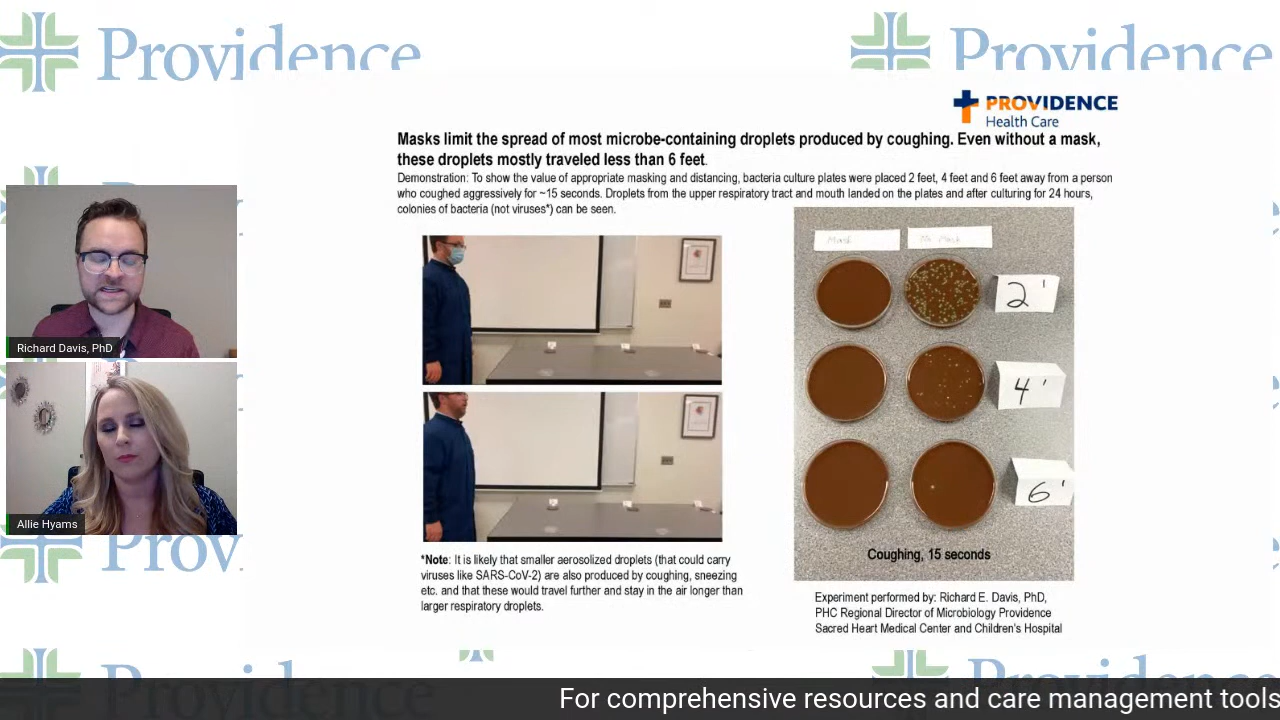 Providence
Providence
PROVIDENCE
Health Care
Masks limit the spread of most microbe-containing droplets produced by coughing. Even without a mask,
these droplets mostly traveled less than 6 feet.
Demonstration: To show the value of appropriate masking and distancing, bacteria culture plates were placed 2 feet, 4 feet and 6 feet away from a person
who coughed aggressively for ~15 seconds. Droplets from the upper respiratory tract and mouth landed on the plates and after culturing for 24 hours,
colonies of bacteria (not viruses*) can be seen.
Mask
No Mask
2'
4'
6'
Coughing, 15 seconds
Richard Davis, PhD
Allie Hyams
*Note: It is likely that smaller aerosolized droplets (that could carry
viruses like SARS-CoV-2) are also produced by coughing, sneezing
etc. and that these would travel further and stay in the air longer than
larger respiratory droplets.
Experiment performed by: Richard E. Davis, PhD,
PHC Regional Director of Microbiology Providence
Sacred Heart Medical Center and Children's Hospital
Prov
Providence
Providence
For comprehensive resources and care management tools